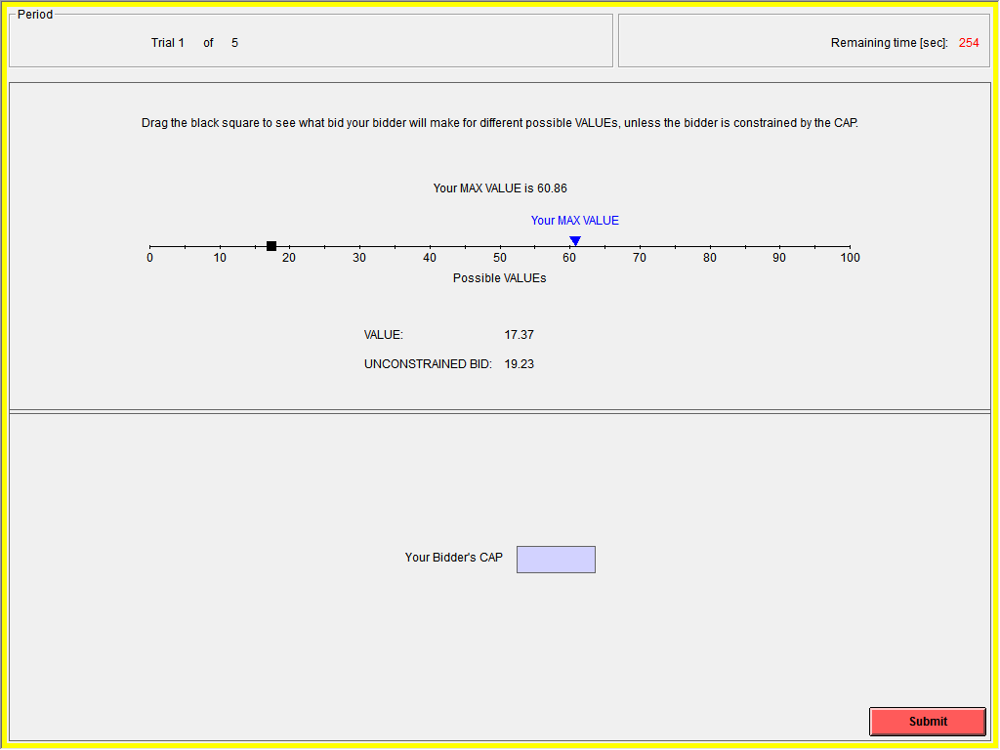 Period
Trial 1 of 5
Remaining time [sec]: 254
Drag the black square to see what bid your bidder will make for different possible VALUEs, unless the bidder is constrained by the CAP.
Your MAX VALUE is 60.86
Your MAX VALUE
0 10 20 30 40 50 60 70 80 90 100
Possible VALUEs
VALUE: 17.37
UNCONSTRAINED BID: 19.23
Your Bidder's CAP
Submit